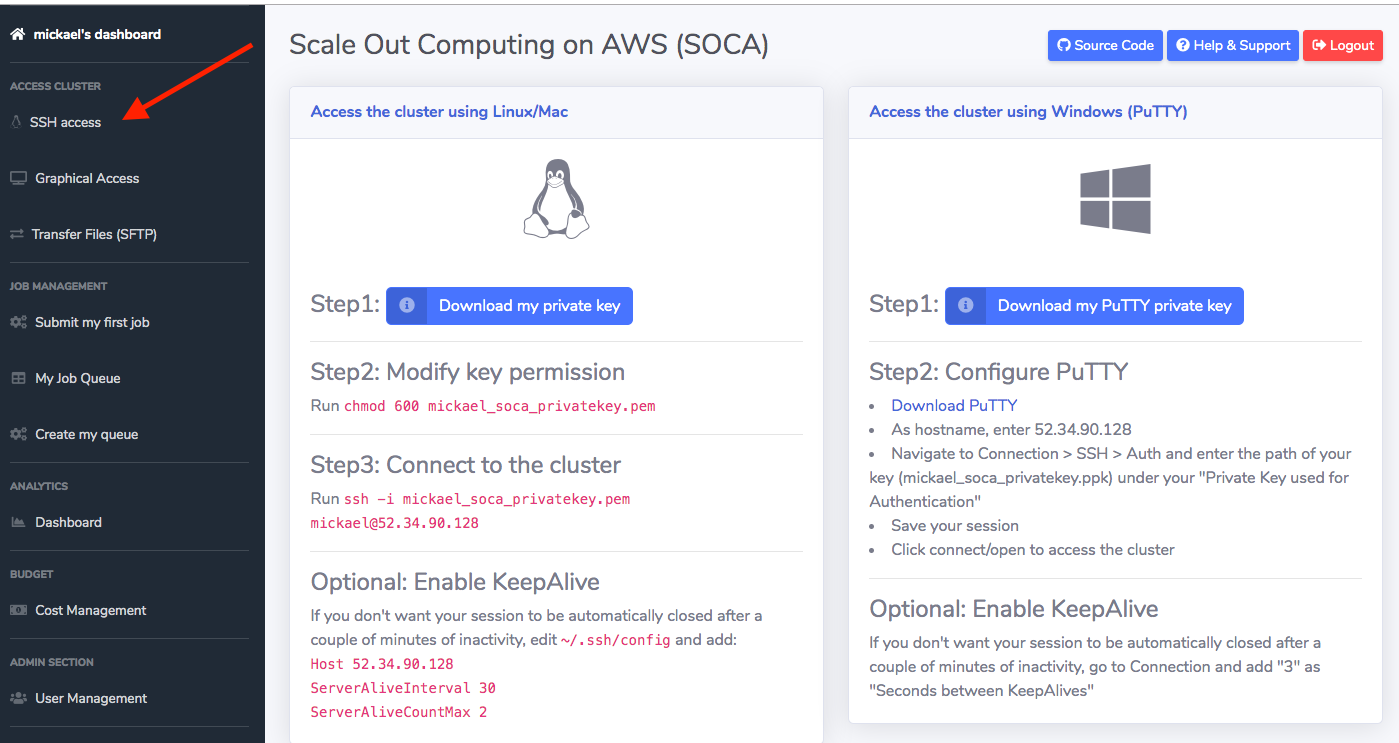 mickael's dashboard
ACCESS CLUSTER
SSH access
Graphical Access
Transfer Files (SFTP)
JOB MANAGEMENT
Submit my first job
My Job Queue
Create my queue
ANALYTICS
Dashboard
BUDGET
Cost Management
ADMIN SECTION
User Management
Scale Out Computing on AWS (SOCA)
Source Code
Help & Support
Logout
Access the cluster using Linux/Mac
Step1: Download my private key
Step2: Modify key permission
Run chmod 600 mickael_soca_privatekey.pem
Step3: Connect to the cluster
Run ssh -i mickael_soca_privatekey.pem
mickael@52.34.90.128
Optional: Enable KeepAlive
If you don't want your session to be automatically closed after a
couple of minutes of inactivity, edit ~/.ssh/config and add:
Host 52.34.90.128
ServerAliveInterval 30
ServerAliveCountMax 2
Access the cluster using Windows (PuTTY)
Step1: Download my PuTTY private key
Step2: Configure PuTTY
• Download PuTTY
• As hostname, enter 52.34.90.128
• Navigate to Connection > SSH > Auth and enter the path of your
key (mickael_soca_privatekey.ppk) under your "Private Key used for
Authentication"
• Save your session
• Click connect/open to access the cluster
Optional: Enable KeepAlive
If you don't want your session to be automatically closed after a
couple of minutes of inactivity, go to Connection and add "3" as
"Seconds between KeepAlives"